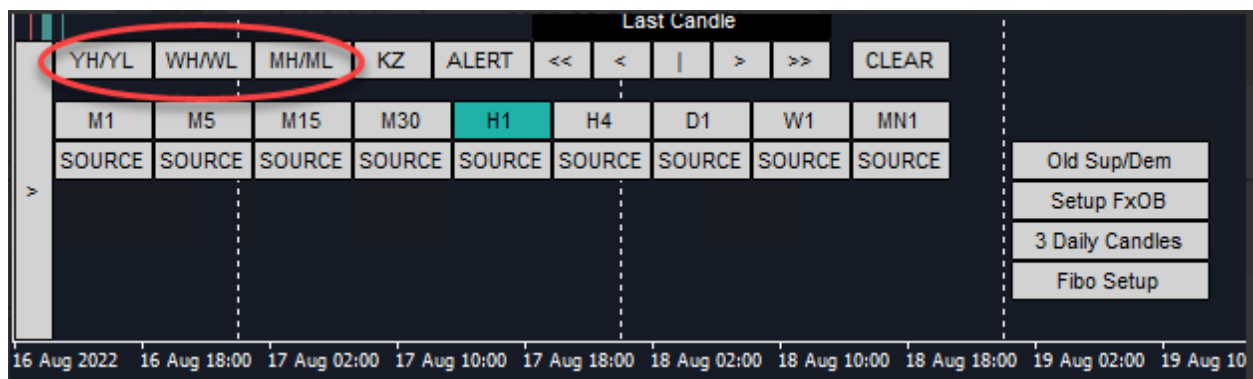 Last Candle
YH/YL WH/WL MH/ML KZ ALERT << < | > >> CLEAR
M1 M5 M15 M30 H1 H4 D1 W1 MN1
SOURCE SOURCE SOURCE SOURCE SOURCE SOURCE SOURCE SOURCE SOURCE
>
Old Sup/Dem
Setup FxOB
3 Daily Candles
Fibo Setup
16 Aug 2022 16 Aug 18:00 17 Aug 02:00 17 Aug 10:00 17 Aug 18:00 18 Aug 02:00 18 Aug 10:00 18 Aug 18:00 19 Aug 02:00 19 Aug 10